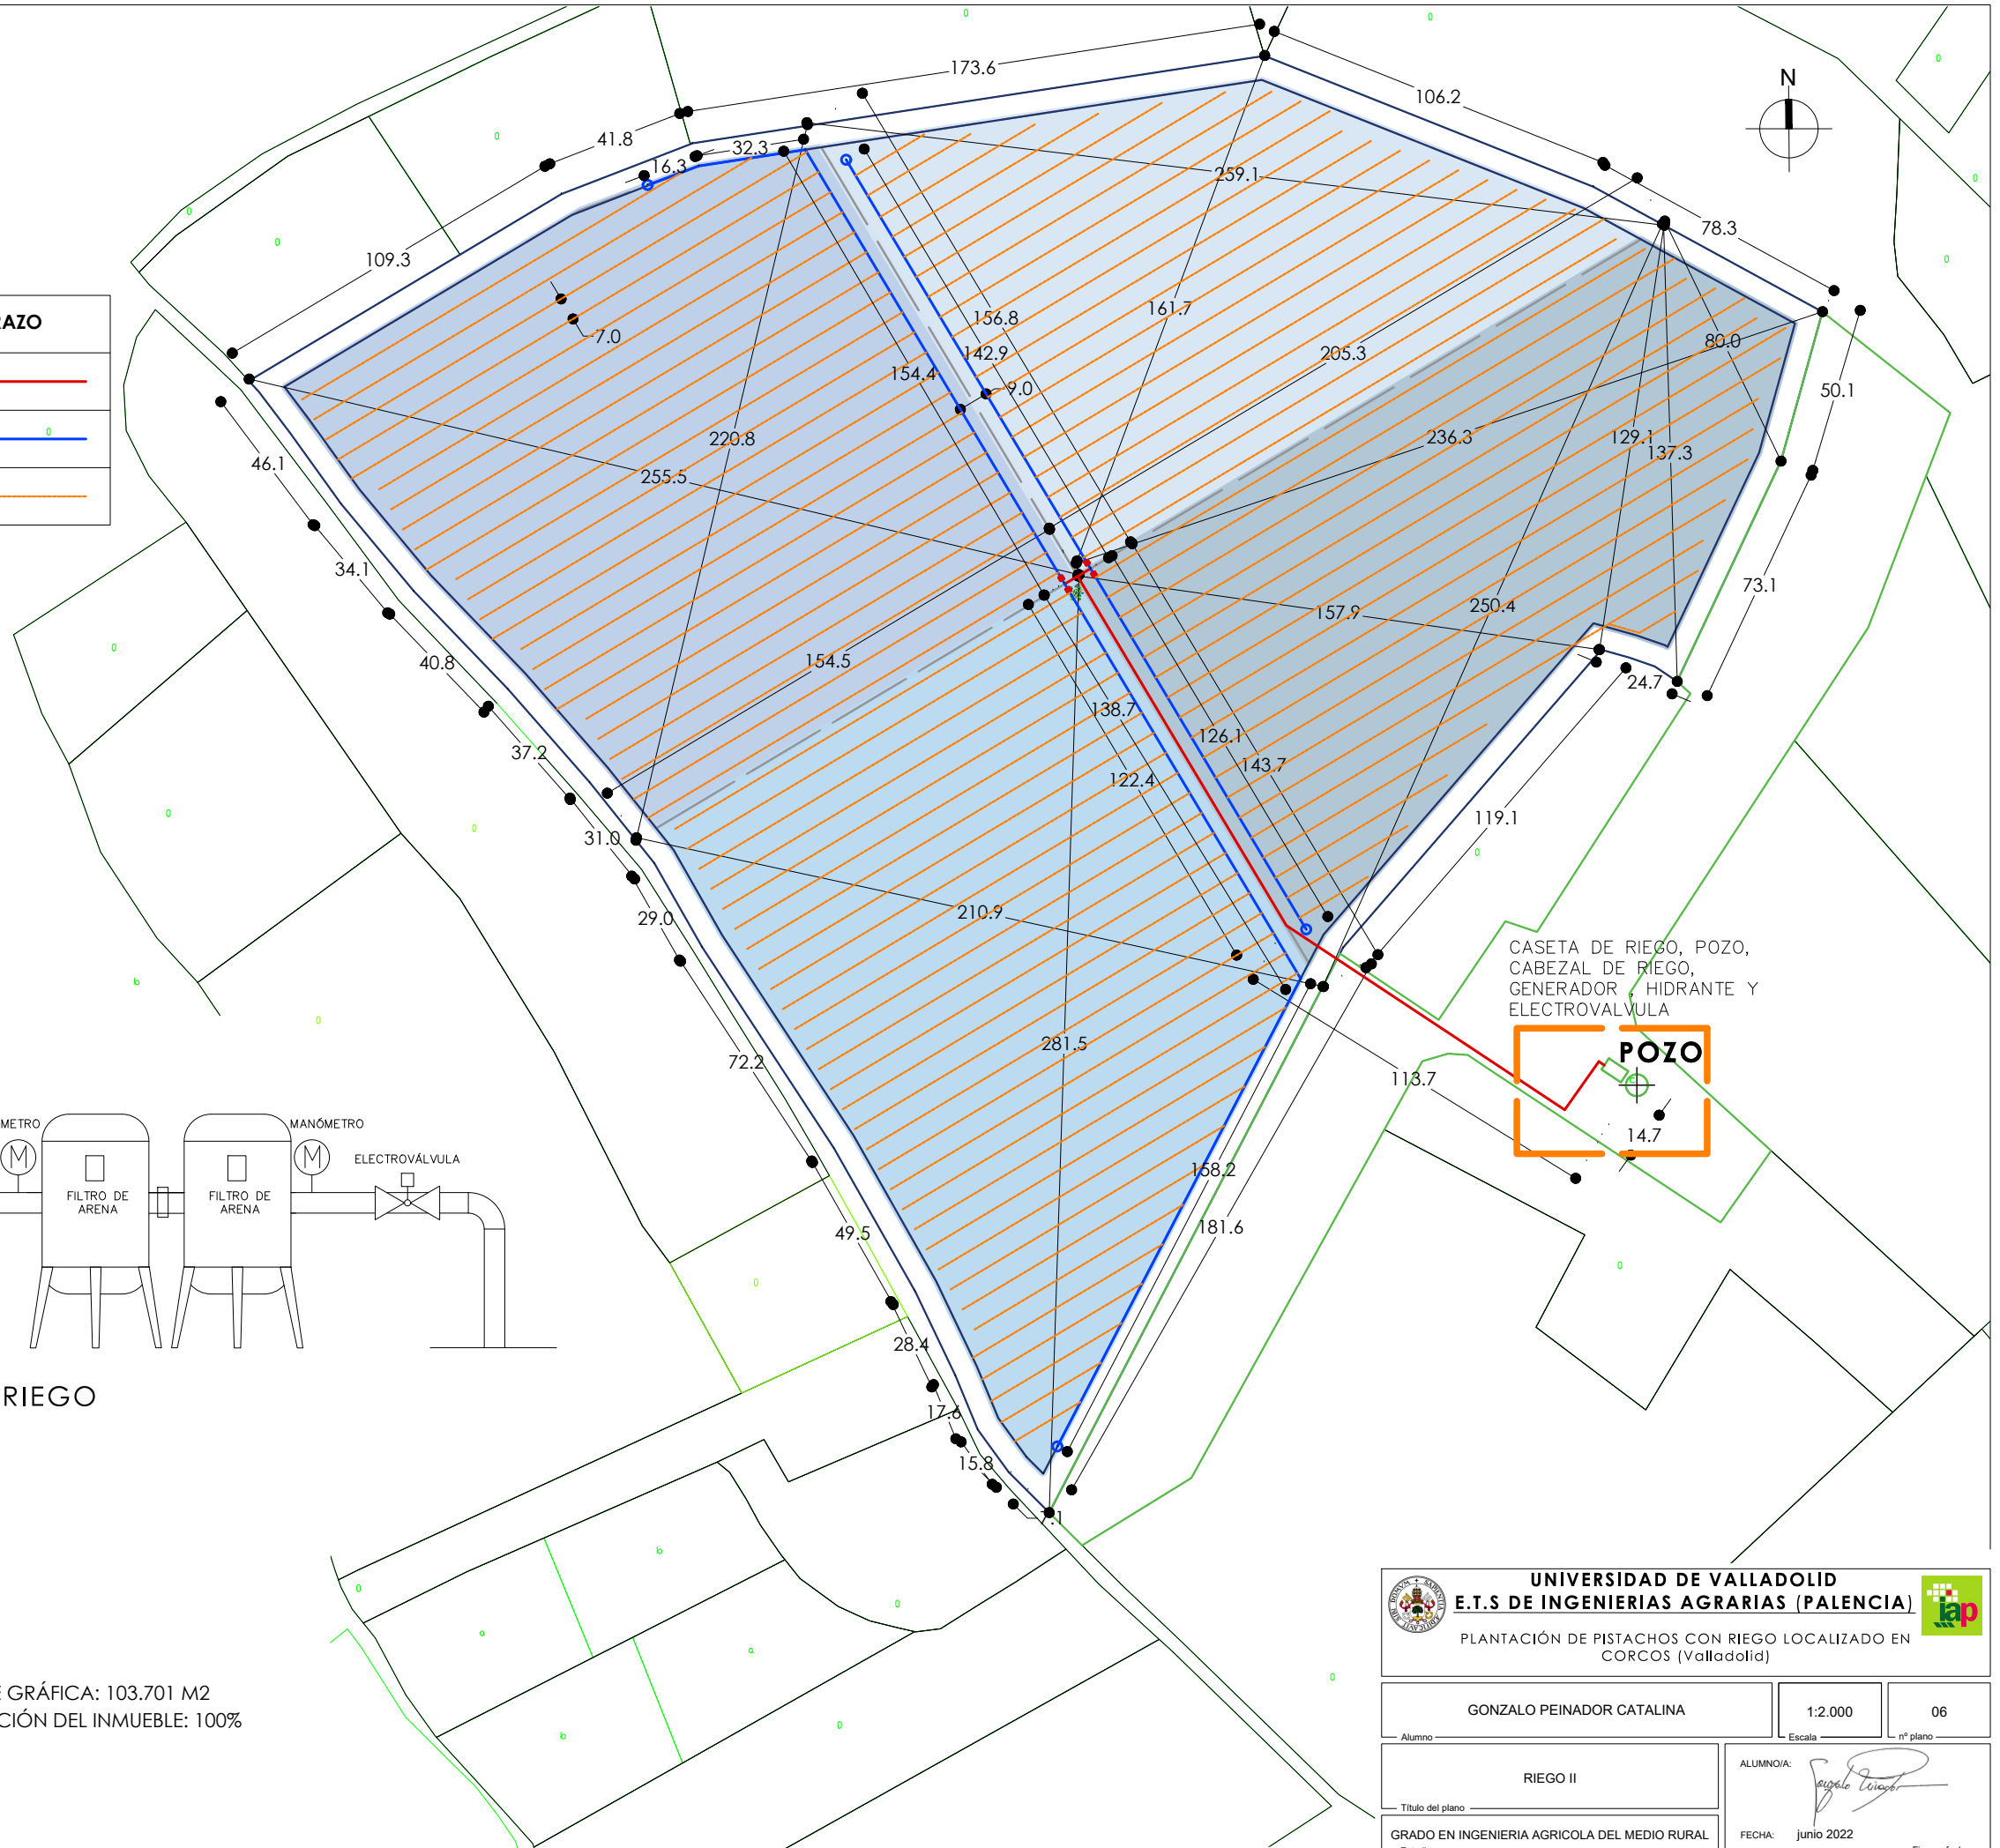 173.6
106.2
N
41.8
32.3
16.3
259.1
78.3
109.3
RAZO
7.0
156.8
161.7
142.9
154.4
9.0
205.3
80.0
50.1
220.8
255.5
236.3
129.1
137.3
46.1
34.1
73.1
157.9
250.4
40.8
154.5
24.7
138.7
126.1
143.7
122.4
37.2
31.0
119.1
29.0
210.9
CASETA DE RIEGO, POZO,
CABEZAL DE RIEGO,
GENERADOR , HIDRANTE Y
ELECTROVALVULA
POZO
281.5
72.2
113.7
14.7
METRO
MANÓMETRO
M
M
ELECTROVÁLVULA
FILTRO DE
ARENA
FILTRO DE
ARENA
158.2
181.6
49.5
28.4
RIEGO
17.6
15.8
7.1
E GRÁFICA: 103.701 M2
CIÓN DEL INMUEBLE: 100%
UNIVERSIDAD DE VALLADOLID
E.T.S DE INGENIERIAS AGRARIAS (PALENCIA)
iap
PLANTACIÓN DE PISTACHOS CON RIEGO LOCALIZADO EN
CORCOS (Valladolid)
GONZALO PEINADOR CATALINA
Alumno
1:2.000
Escala
06
nº plano
RIEGO II
Título del plano
ALUMNO/A:
GRADO EN INGENIERIA AGRICOLA DEL MEDIO RURAL
FECHA: junio 2022